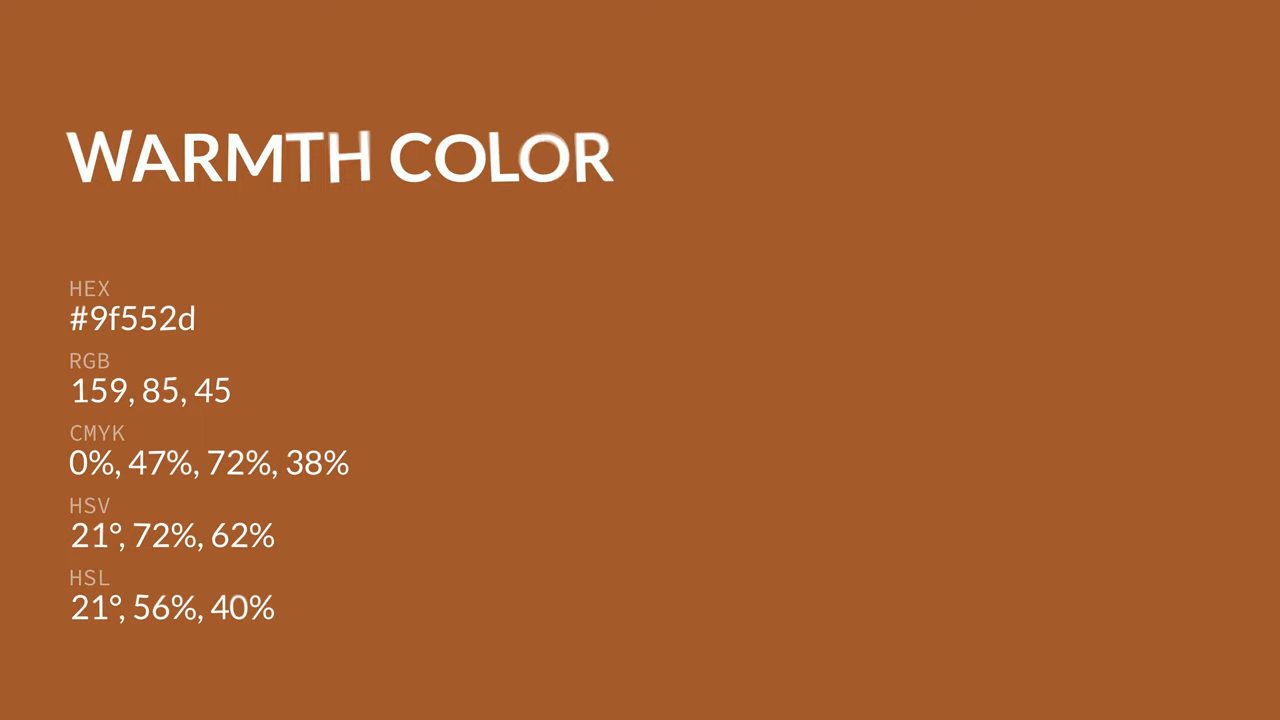 WARMTH COLOR
HEX
#9f552d
RGB
159, 85, 45
CMYK
0%, 47%, 72%, 38%
HSV
21°, 72%, 62%
HSL
21°, 56%, 40%